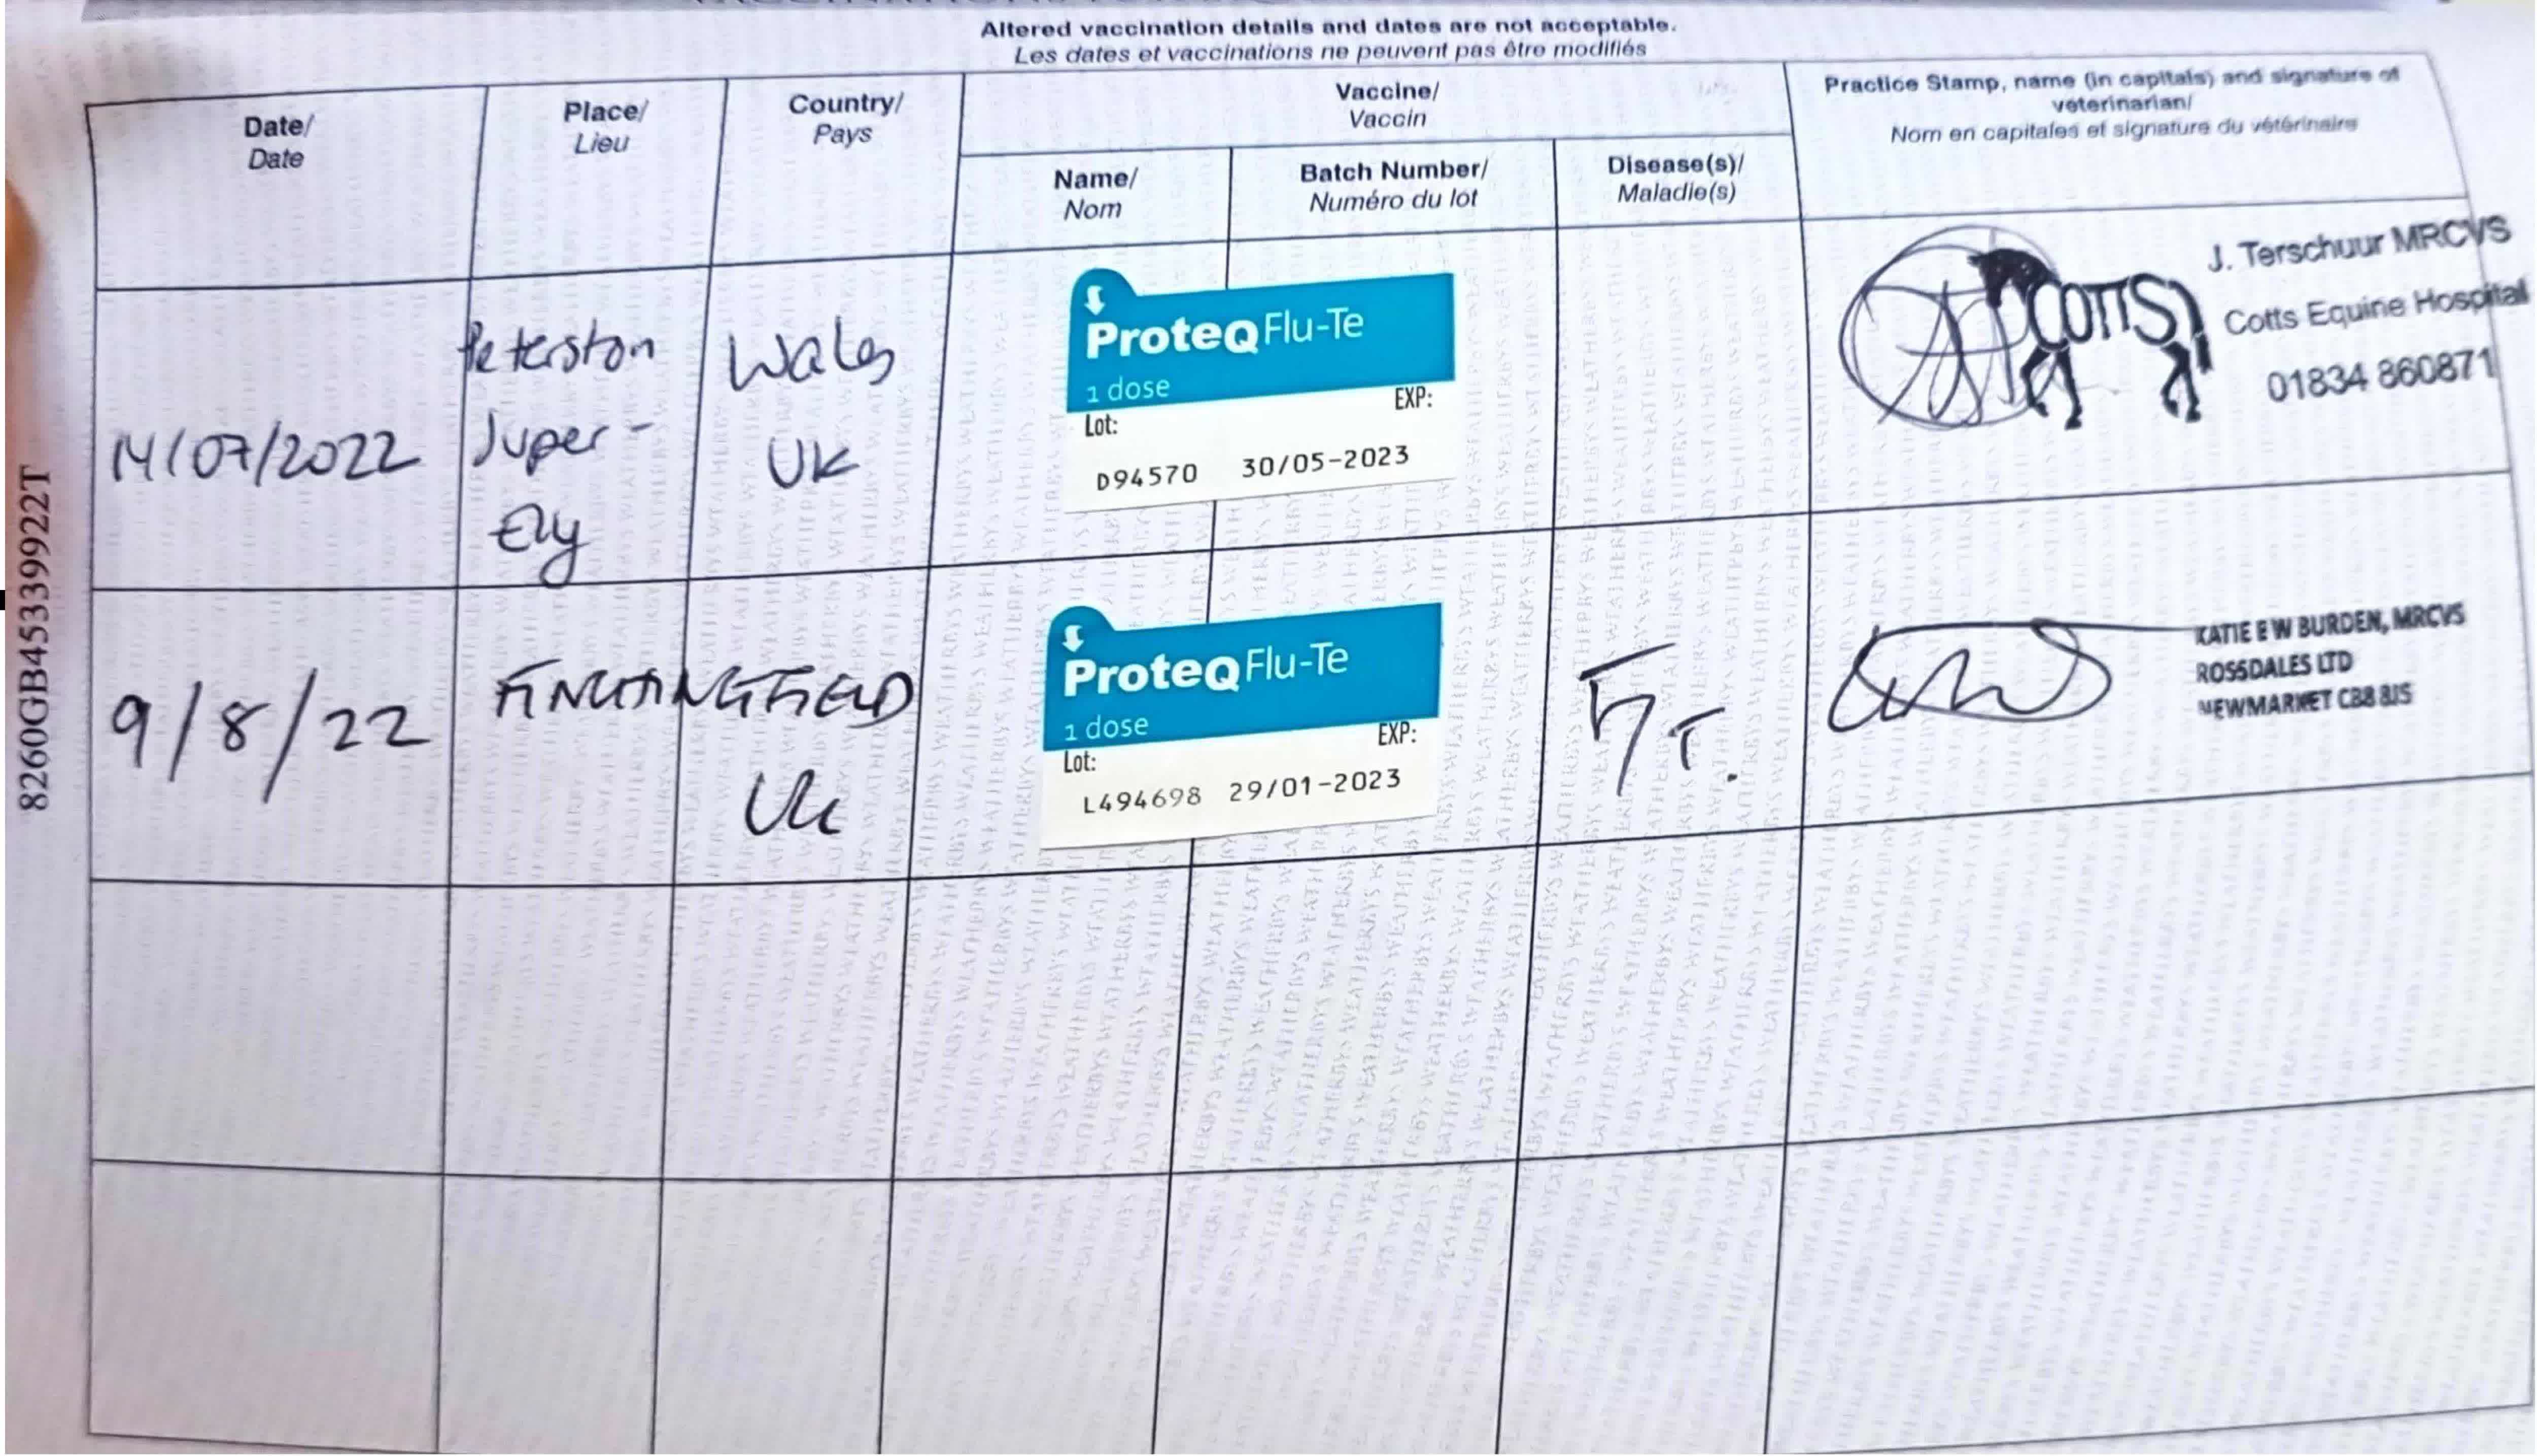 Altered vaccination details and dates are not acceptable.
Les dates et vaccinations ne peuvent pas être modifiés
Date/
Date
Place/
Lieu
Country/
Pays
Vaccine/
Vaccin
Name/
Nom
Batch Number/
Numéro du lot
Disease(s)/
Maladie(s)
Practice Stamp, name (in capitals) and signature of
veterinarian/
Nom en capitales et signature du vétérinaire
14/07/2022
Peterston
Super-
Ely
Wales
UK
ProteqFlu-Te
1 dose
Lot: EXP:
D94570 30/05-2023
COTTS
J. Terschuur MRCVS
Cotts Equine Hospital
01834 860871
9/8/22
FINCHINGFIELD
UK
ProteqFlu-Te
1 dose
Lot: EXP:
L494698 29/01-2023
F, T.
KATIE E W BURDEN, MRCVS
ROSSDALES LTD
NEWMARKET CB8 8JS
8260GB45339922T